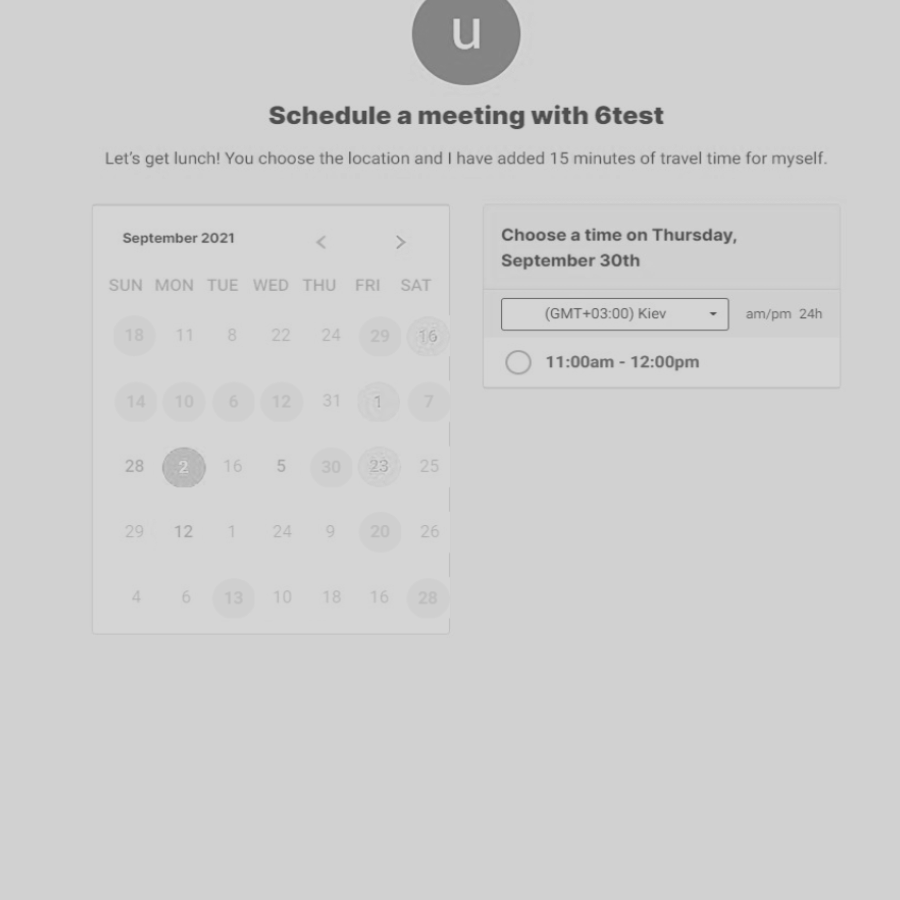 u
Schedule a meeting with 6test
Let's get lunch! You choose the location and I have added 15 minutes of travel time for myself.
September 2021
SUN MON TUE WED THU FRI SAT
18 11 8 22 24 29 16
14 10 6 12 31 1 7
28 2 16 5 30 23 25
29 12 1 24 9 20 26
4 6 13 10 18 16 28
Choose a time on Thursday,
September 30th
(GMT+03:00) Kiev am/pm 24h
11:00am - 12:00pm